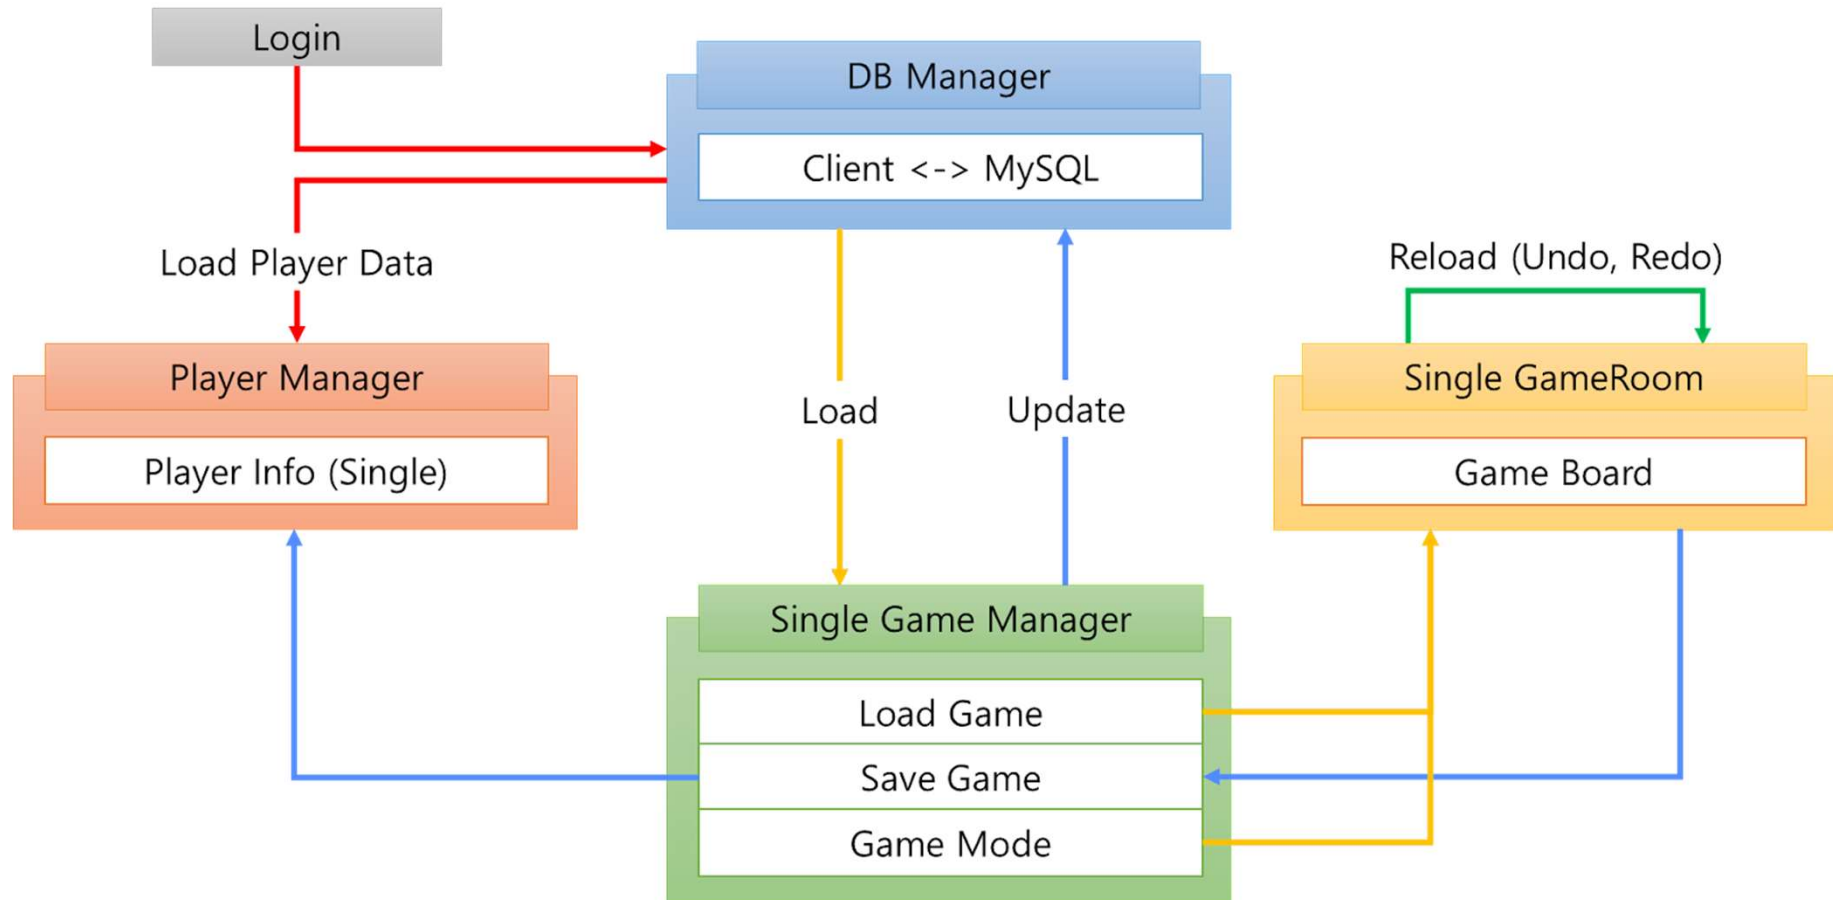 Login
DB Manager
Client <-> MySQL
Load Player Data
Reload (Undo, Redo)
Player Manager
Player Info (Single)
Load
Update
Single GameRoom
Game Board
Single Game Manager
Load Game
Save Game
Game Mode